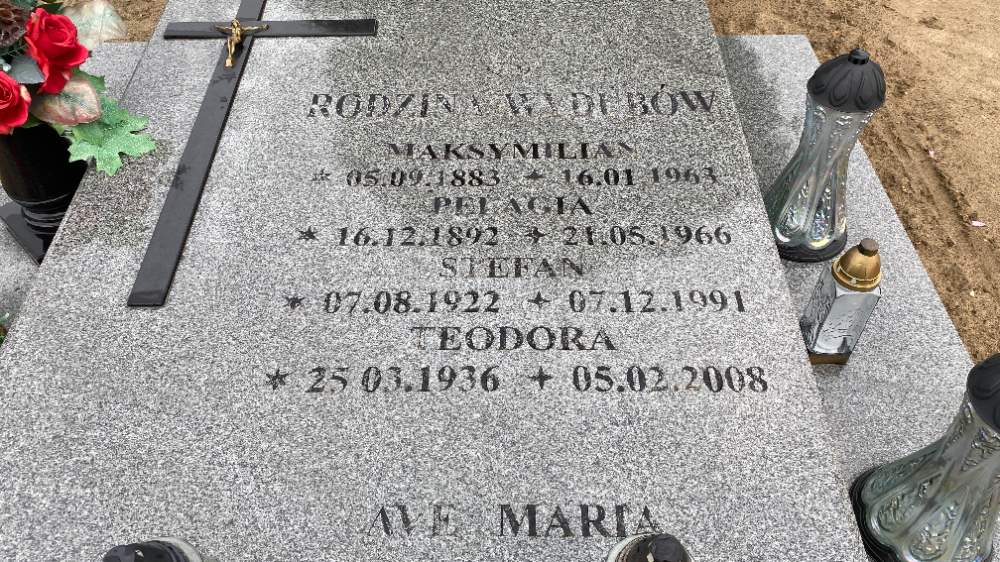 RODZINA WĄDUBÓW
MAKSYMILIAN
* 05.09.1883 + 16.01.1963
PELAGIA
* 16.12.1892 + 21.05.1966
STEFAN
* 07.08.1922 + 07.12.1991
TEODORA
* 25.03.1936 + 05.02.2008
AVE MARIA